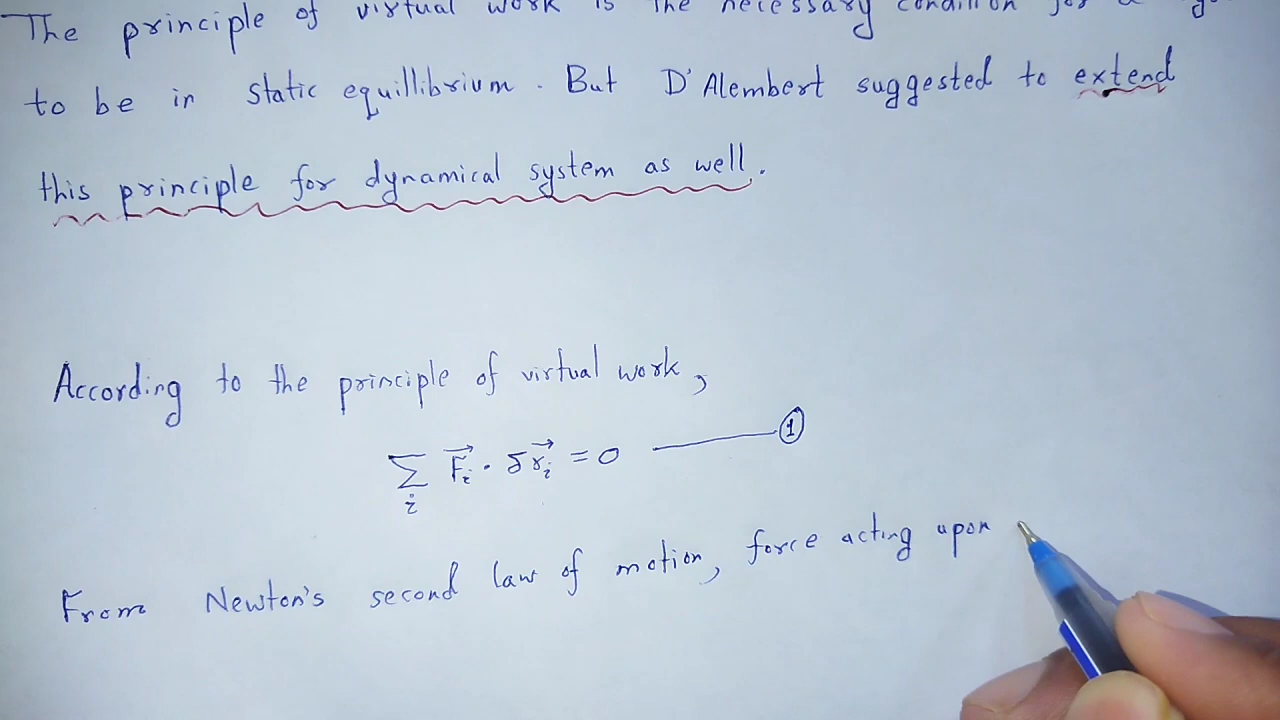 The principle of virtual work is the necessary condition for a
to be in static equillibrium. But D'Alembert suggested to extend
this principle for dynamical system as well.
According to the principle of virtual work,
∑ᵢ F⃗ᵢ · δr⃗ᵢ = 0 ——— ①
From Newton's second law of motion, force acting upon